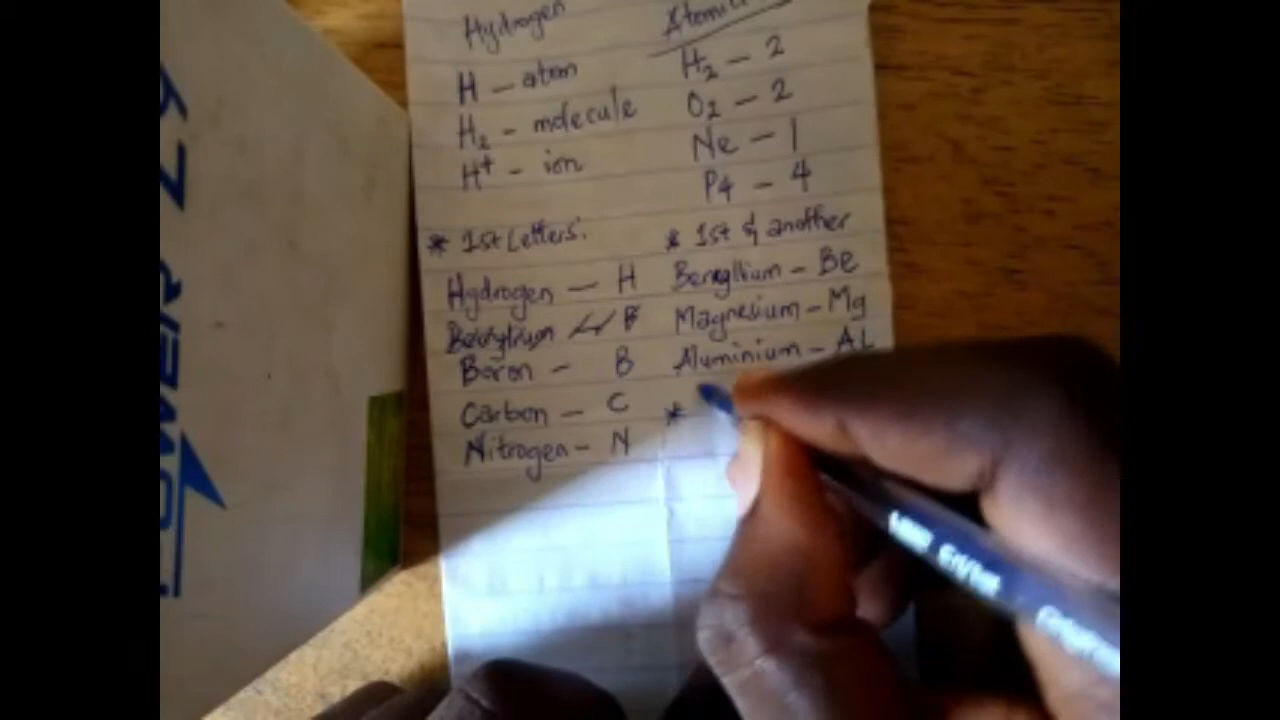 Hydrogen
H - atom
H₂ - molecule
H⁺ - ion
* 1st Letters.
Hydrogen - H
B
Boron - B
Carbon - C
Nitrogen - N
H₂ - 2
O₂ - 2
Ne - 1
P4 - 4
* 1st & another
Beryllium - Be
Magnesium - Mg
Aluminium - AL
*